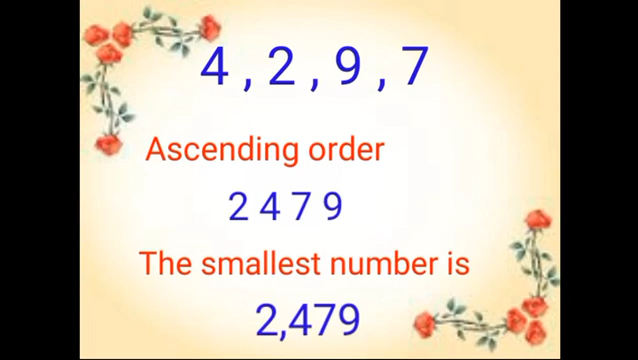 4 , 2 , 9 , 7
Ascending order
2 4 7 9
The smallest number is
2,479